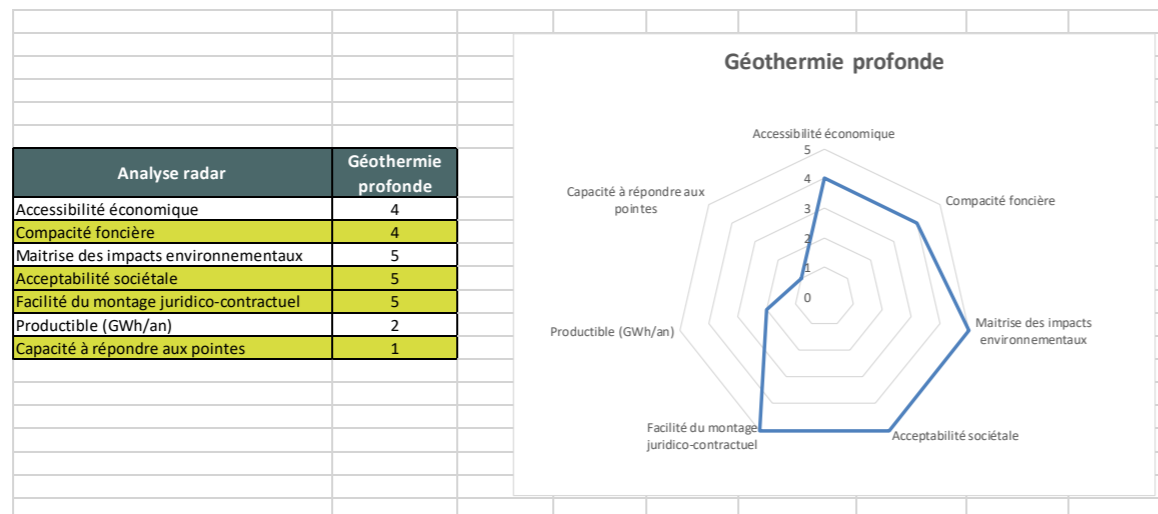 Analyse radar
Géothermie
profonde
Accessibilité économique 4
Compacité foncière 4
Maitrise des impacts environnementaux 5
Acceptabilité sociétale 5
Facilité du montage juridico-contractuel 5
Productible (GWh/an) 2
Capacité à répondre aux pointes 1
Géothermie profonde
Accessibilité économique
5
4
3
2
1
0
Compacité foncière
Maitrise des impacts
environnementaux
Acceptabilité sociétale
Facilité du montage
juridico-contractuel
Productible (GWh/an)
Capacité à répondre aux
pointes